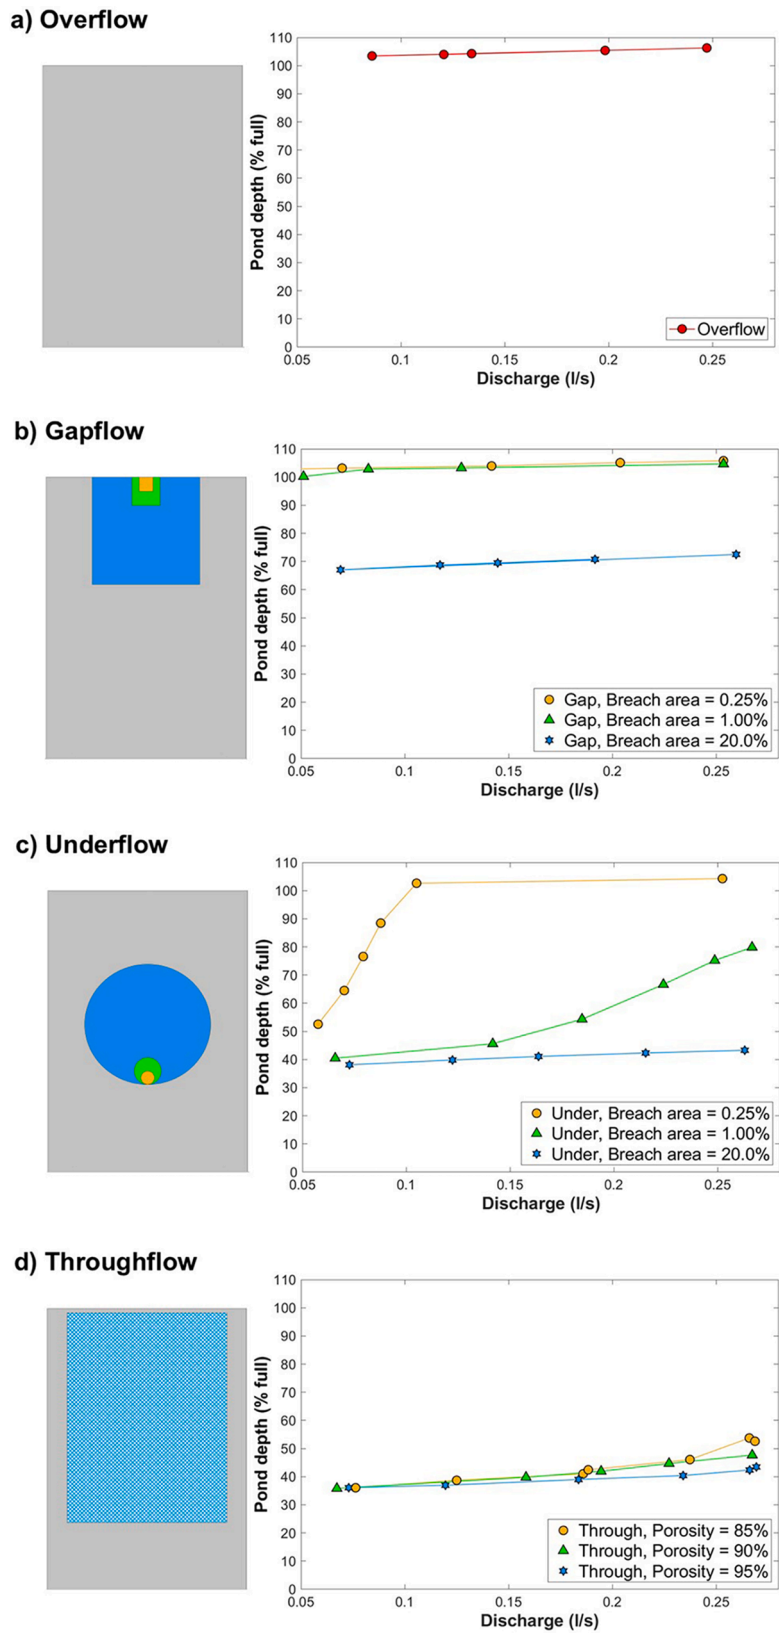 a) Overflow
110
100
90
80
70
60
50
40
30
20
10
0
Pond depth (% full)
Overflow
0.05 0.1 0.15 0.2 0.25
Discharge (l/s)
b) Gapflow
110
100
90
80
70
60
50
40
30
20
10
0
Pond depth (% full)
Gap, Breach area = 0.25%
Gap, Breach area = 1.00%
Gap, Breach area = 20.0%
0.05 0.1 0.15 0.2 0.25
Discharge (l/s)
c) Underflow
110
100
90
80
70
60
50
40
30
20
10
0
Pond depth (% full)
Under, Breach area = 0.25%
Under, Breach area = 1.00%
Under, Breach area = 20.0%
0.05 0.1 0.15 0.2 0.25
Discharge (l/s)
d) Throughflow
110
100
90
80
70
60
50
40
30
20
10
0
Pond depth (% full)
Through, Porosity = 85%
Through, Porosity = 90%
Through, Porosity = 95%
0.05 0.1 0.15 0.2 0.25
Discharge (l/s)